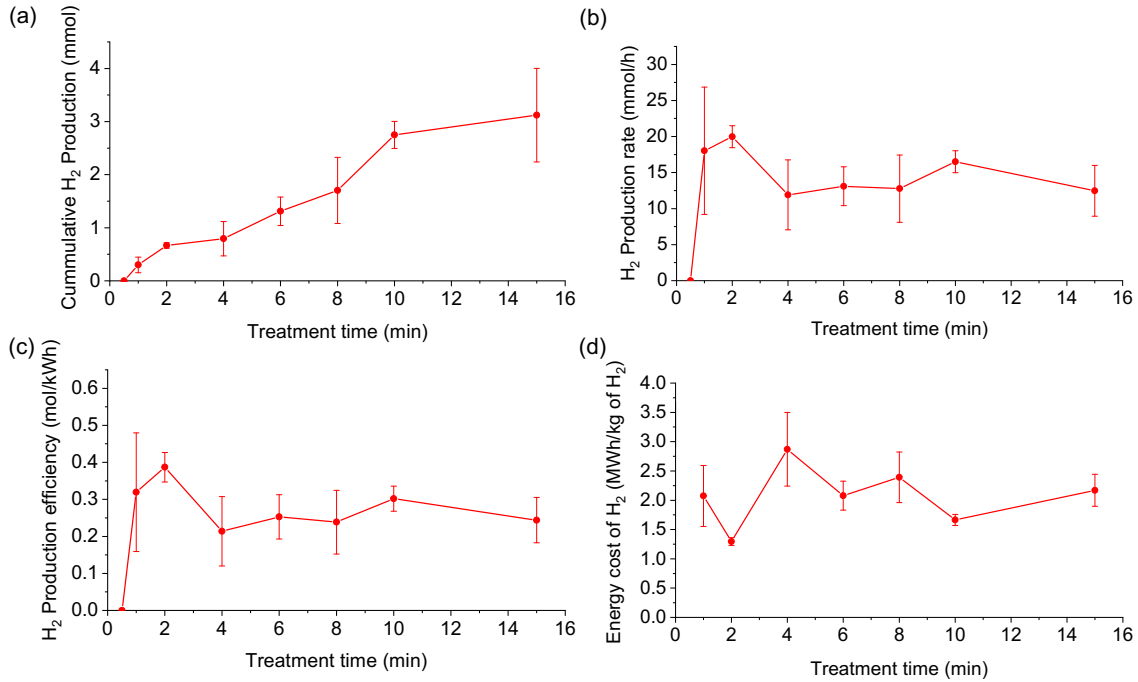 (a)
Cummulative H₂ Production (mmol)
4
3
2
1
0
0 2 4 6 8 10 12 14 16
Treatment time (min)
(b)
H₂ Production rate (mmol/h)
30
25
20
15
10
5
0
0 2 4 6 8 10 12 14 16
Treatment time (min)
(c)
H₂ Production efficiency (mol/kWh)
0.6
0.5
0.4
0.3
0.2
0.1
0.0
0 2 4 6 8 10 12 14 16
Treatment time (min)
(d)
Energy cost of H₂ (MWh/kg of H₂)
4.0
3.5
3.0
2.5
2.0
1.5
1.0
0.5
0.0
0 2 4 6 8 10 12 14 16
Treatment time (min)